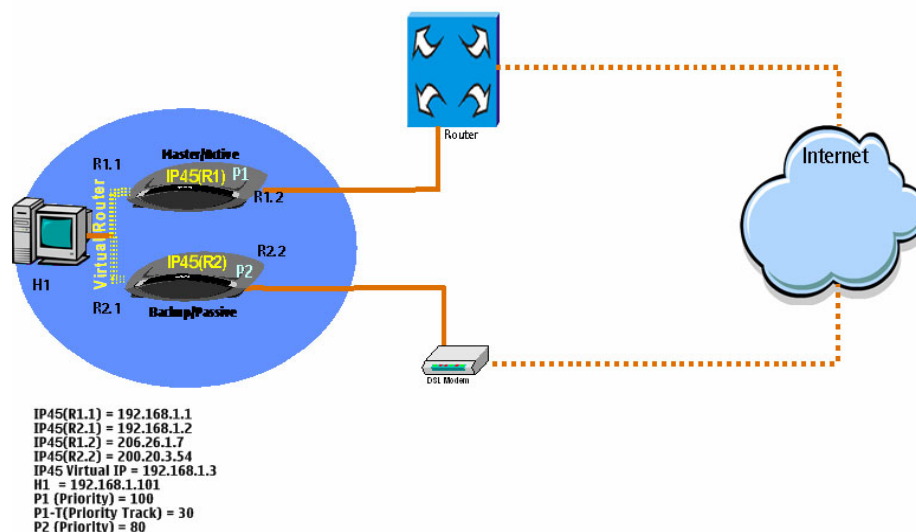 Router
Internet
Master/Active
R1.1
IP45(R1)
P1
R1.2
Virtual Router
H1
R2.2
IP45(R2)
P2
R2.1
Backup/Passive
DSL Modem
IP45(R1.1) = 192.168.1.1
IP45(R2.1) = 192.168.1.2
IP45(R1.2) = 206.26.1.7
IP45(R2.2) = 200.20.3.54
IP45 Virtual IP = 192.168.1.3
H1 = 192.168.1.101
P1 (Priority) = 100
P1-T(Priority Track) = 30
P2 (Priority) = 80